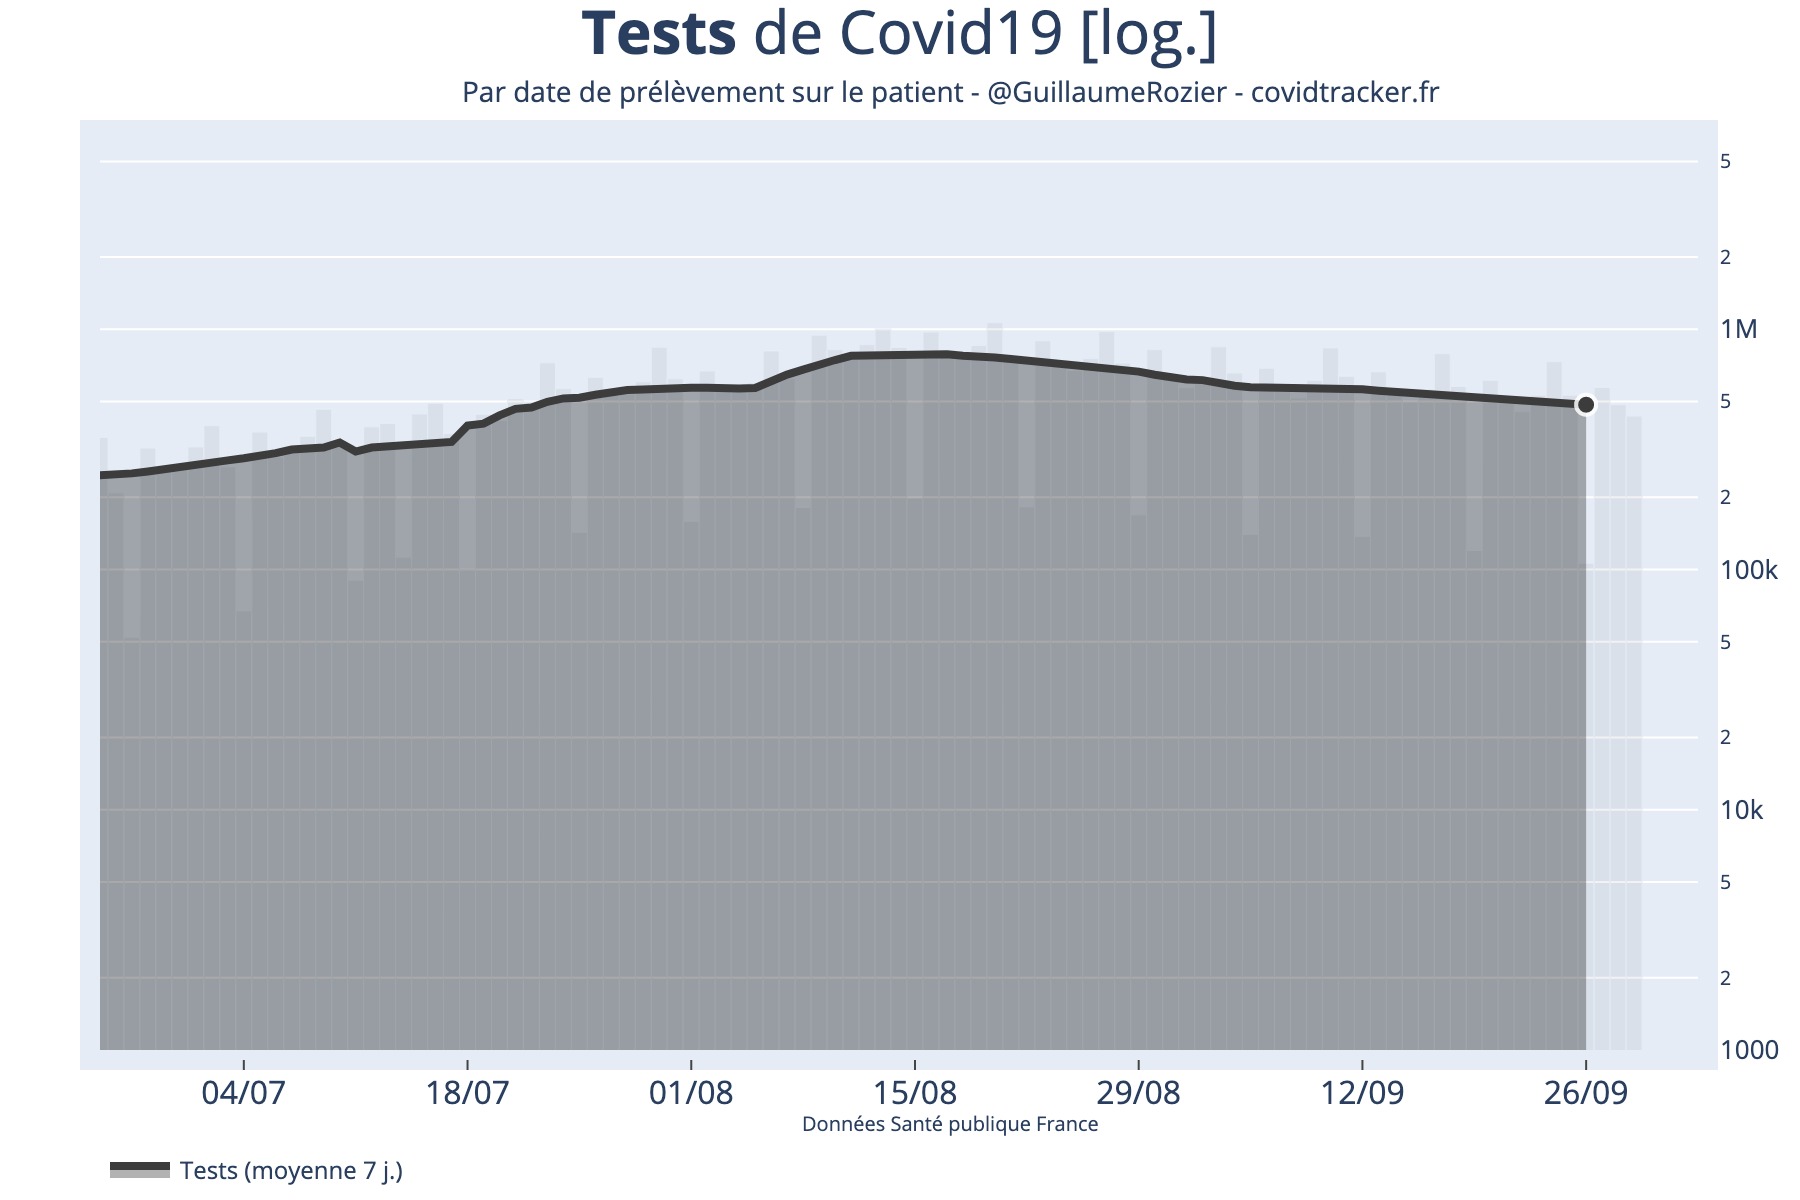 Tests de Covid19 [log.]
Par date de prélèvement sur le patient - @GuillaumeRozier - covidtracker.fr
5
2
1M
5
2
100k
5
2
10k
5
2
1000
04/07 18/07 01/08 15/08 29/08 12/09 26/09
Données Santé publique France
Tests (moyenne 7 j.)